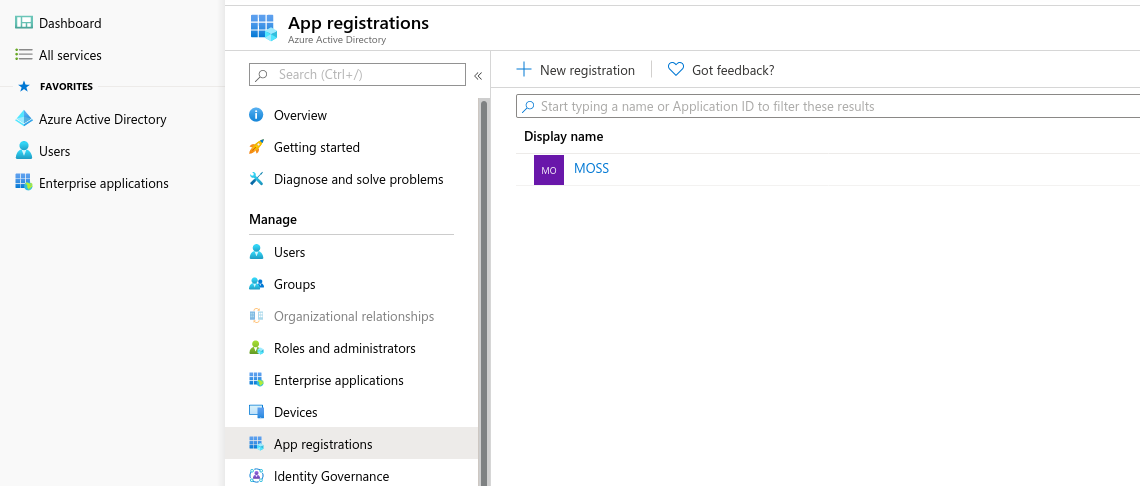 Dashboard
All services
FAVORITES
Azure Active Directory
Users
Enterprise applications
App registrations
Azure Active Directory
Search (Ctrl+/)
«
Overview
Getting started
Diagnose and solve problems
Manage
Users
Groups
Organizational relationships
Roles and administrators
Enterprise applications
Devices
App registrations
Identity Governance
New registration
Got feedback?
Start typing a name or Application ID to filter these results
Display name
MO MOSS